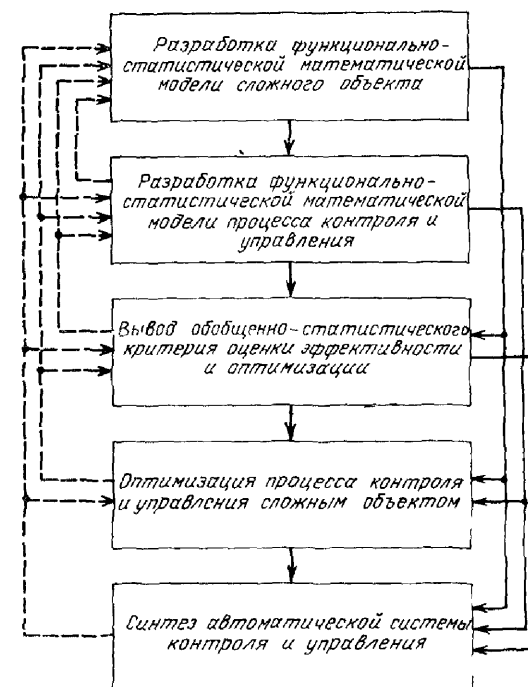 Разработка функционально-
статистической математической
модели сложного объекта
Разработка функционально-
статистической математической
модели процесса контроля и
управления
Вывод обобщенно-статистического
критерия оценки эффективности
и оптимизации
Оптимизация процесса контроля
и управления сложным объектом
Синтез автоматической системы
контроля и управления